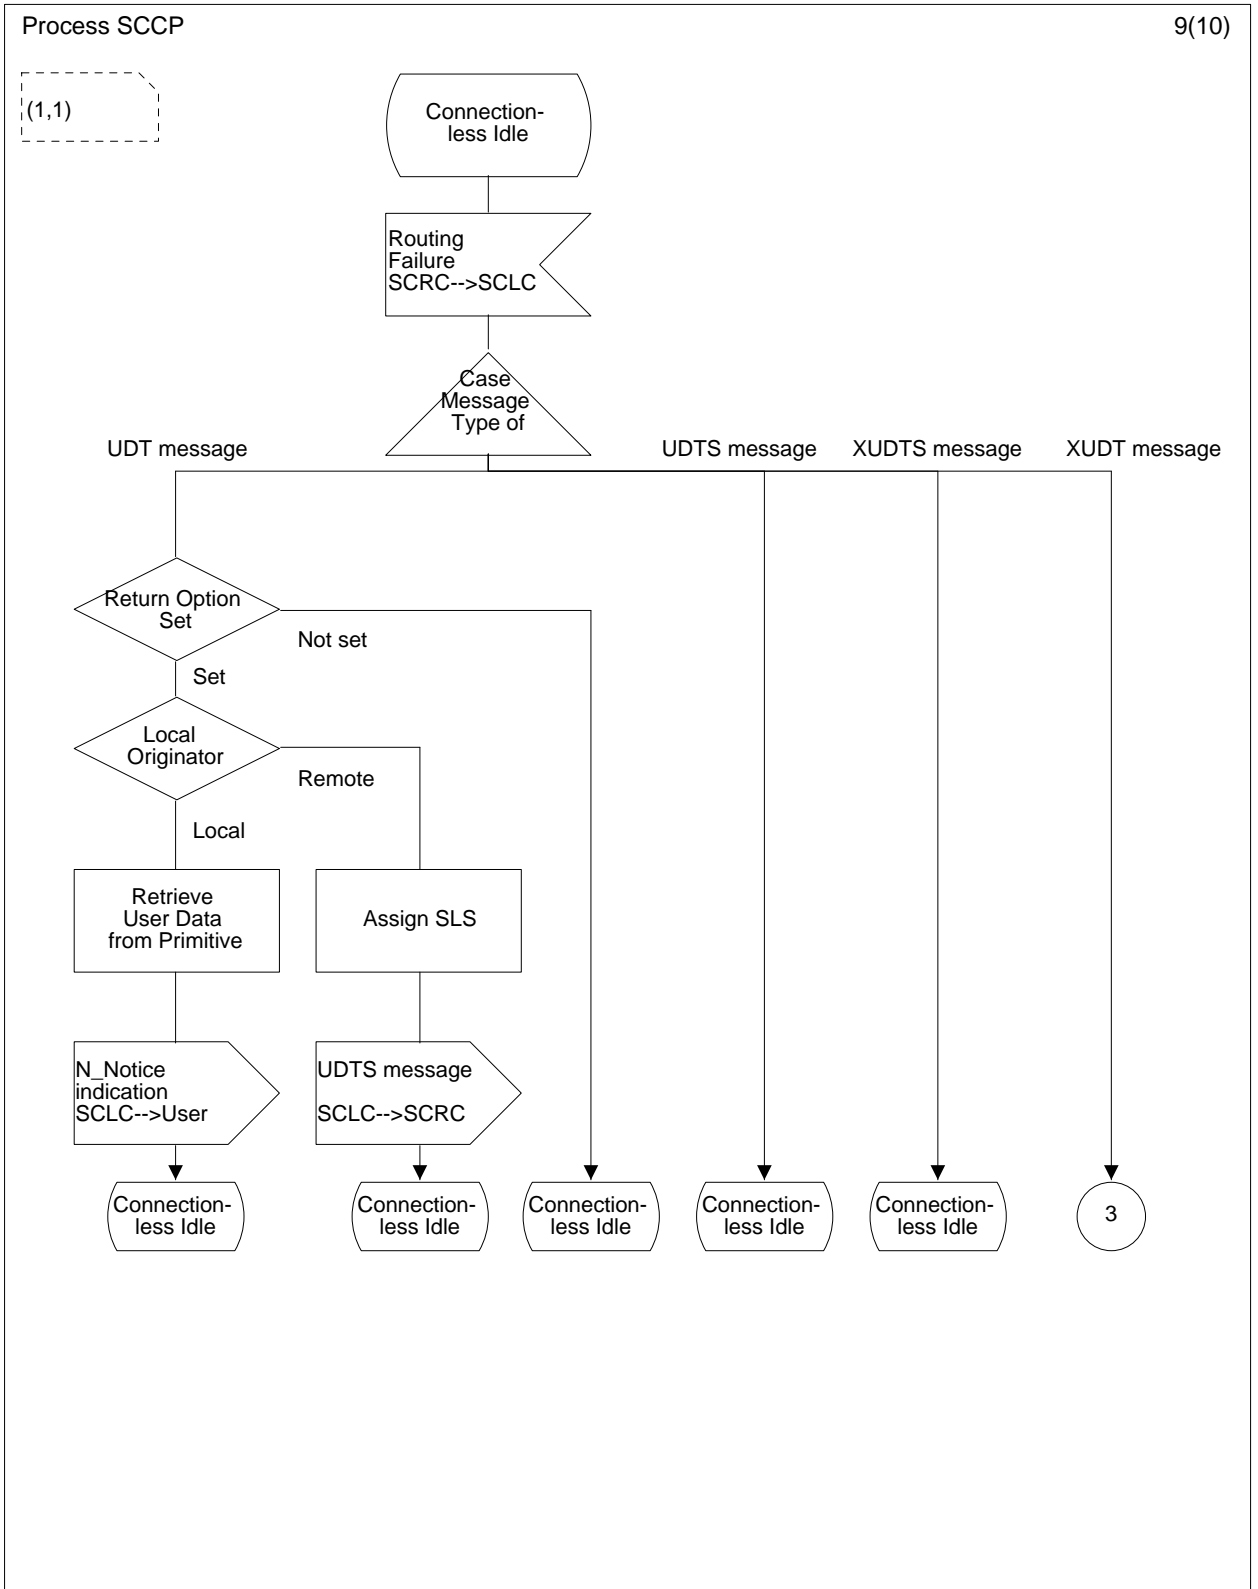 Process SCCP
9(10)
(1,1)
Connection-
less Idle
Routing
Failure
SCRC-->SCLC
Case
Message
Type of
UDT message
UDTS message
XUDTS message
XUDT message
Return Option
Set
Not set
Set
Local
Originator
Remote
Local
Retrieve
User Data
from Primitive
Assign SLS
N_Notice
indication
SCLC-->User
UDTS message
SCLC-->SCRC
Connection-
less Idle
Connection-
less Idle
Connection-
less Idle
Connection-
less Idle
Connection-
less Idle
3